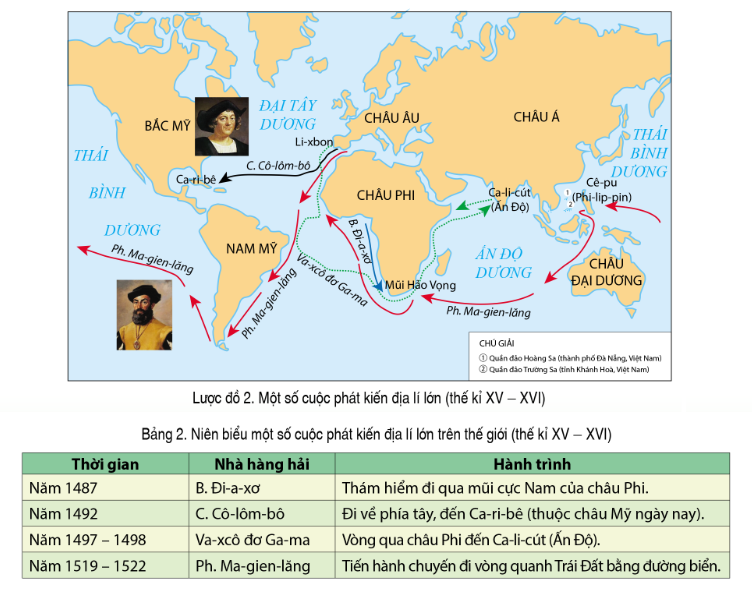 ĐẠI TÂY
DƯƠNG
BẮC MỸ
CHÂU ÂU
CHÂU Á
Li-xbon
THÁI
BÌNH
DƯƠNG
C. Cô-lôm-bô
Ca-ri-bê
THÁI
BÌNH
DƯƠNG
CHÂU PHI
Ca-li-cút
(Ấn Độ)
Cê-pu
(Phi-lip-pin)
1
2
B. Đi-a-xơ
NAM MỸ
Ph. Ma-gien-lăng
Va-xcô đơ Ga-ma
Ph. Ma-gien-lăng
ẤN ĐỘ
DƯƠNG
CHÂU
ĐẠI DƯƠNG
Mũi Hảo Vọng
Ph. Ma-gien-lăng
CHÚ GIẢI
① Quần đảo Hoàng Sa (thành phố Đà Nẵng, Việt Nam)
② Quần đảo Trường Sa (tỉnh Khánh Hoà, Việt Nam)
Lược đồ 2. Một số cuộc phát kiến địa lí lớn (thế kỉ XV – XVI)
Bảng 2. Niên biểu một số cuộc phát kiến địa lí lớn trên thế giới (thế kỉ XV – XVI)
Thời gian Nhà hàng hải Hành trình
Năm 1487 B. Đi-a-xơ Thám hiểm đi qua mũi cực Nam của châu Phi.
Năm 1492 C. Cô-lôm-bô Đi về phía tây, đến Ca-ri-bê (thuộc châu Mỹ ngày nay).
Năm 1497 – 1498 Va-xcô đơ Ga-ma Vòng qua châu Phi đến Ca-li-cút (Ấn Độ).
Năm 1519 – 1522 Ph. Ma-gien-lăng Tiến hành chuyến đi vòng quanh Trái Đất bằng đường biển.